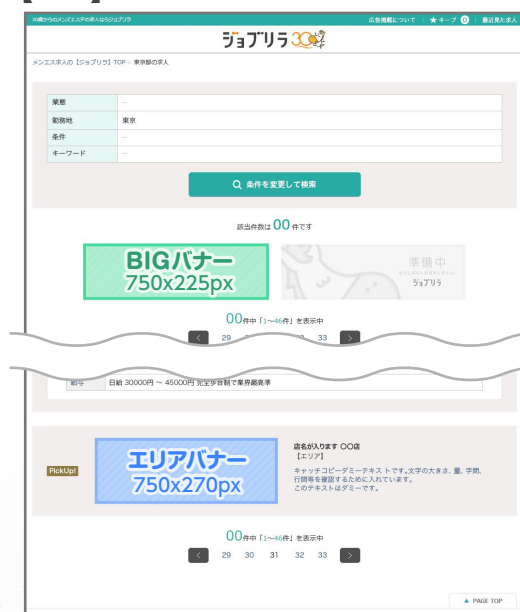 30歳からのメンズエステの求人ならジョブリラ
広告掲載について ★キープ 0 最近見た求人
ジョブリラ30
メンエス求人の【ジョブリラ】TOP > 東京都の求人
業態 --
勤務地 東京
条件 --
キーワード --
条件を変更して検索
該当件数は 00 件です
BIGバナー
750x225px
準備中
ジョブリラ
00件中「1〜46件」を表示中
< 29 33 >
給与 日給 30000円 〜 45000円 完全歩合制で業界最高率
PickUp!
エリアバナー
750x270px
店名が入ります 〇〇店
【エリア】
キャッチコピーダミーテキストです。文字の大きさ、量、字間、
行間等を確認するために入れています。
このテキストはダミーです。
00件中「1〜46件」を表示中
< 29 30 31 32 33 >
▲ PAGE TOP